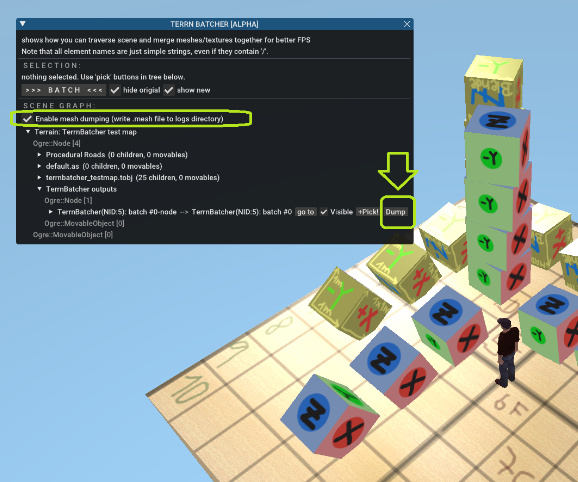 TERRN BATCHER [ALPHA]
shows how you can traverse scene and merge meshes/textures together for better FPS
Note that all element names are just simple strings, even if they contain '/'.
SELECTION:
nothing selected. Use 'pick' buttons in tree below.
>>> BATCH <<< hide origisl show new
SCENE GRAPH:
Enable mesh dumping (write .mesh file to logs directory)
Terrain: TerrnBatcher test map
Ogre::Node [4]
Procedural Roads (0 children, 0 movables)
default.as (0 children, 0 movables)
terrnbatcher_testmap.tobj (25 children, 0 movables)
TerrnBatcher outputs
Ogre::Node [1]
TerrnBatcher(NID:5): batch #0-node --> TerrnBatcher(NID:5): batch #0 go to Visible +Pick! Dump
Ogre::MovableObject [0]
Ogre::MovableObject [0]
-Y
-Y
-Y
-Y
X
-Y
+X
1m
-Y
+X
Z
X
-Y
Z
X
-Y
Z
X
Z
X
-Y
10
8
6F